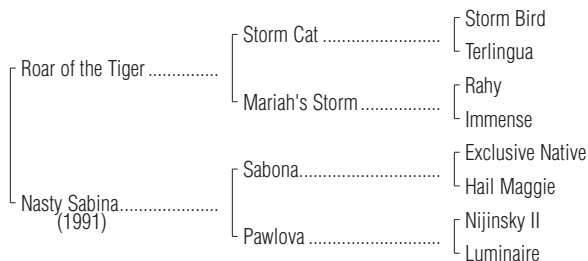 Storm Bird
Storm Cat ........................
Terlingua
Roar of the Tiger ..............
Rahy
Mariah's Storm ................
Immense
Exclusive Native
Sabona.............................
Hail Maggie
Nasty Sabina....................
(1991)
Nijinsky II
Pawlova ..........................
Luminaire